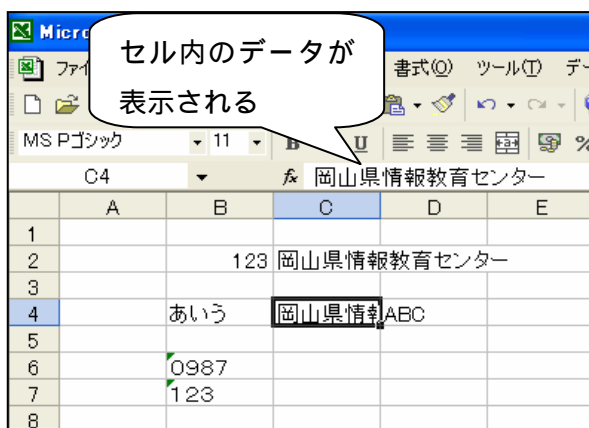 Micro
セル内のデータが
表示される
ファイ 書式(O) ツール(T) デー
MS Pゴシック 11 B U %
C4 fx 岡山県情報教育センター
A B C D E
1
2 123 岡山県情報教育センター
3
4 あいう 岡山県情報 ABC
5
6 0987
7 123
8